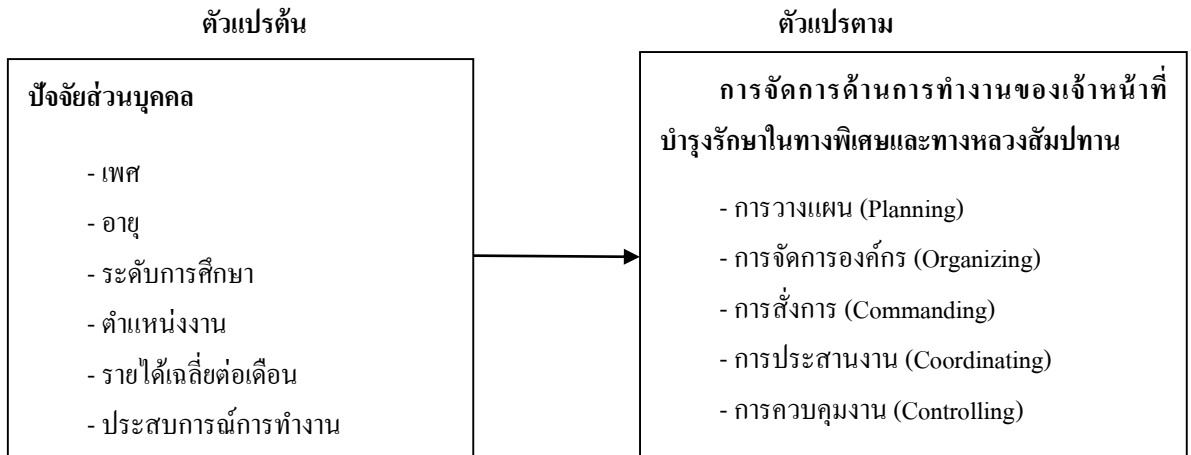 ตัวแปรต้น
ตัวแปรตาม
ปัจจัยส่วนบุคคล
- เพศ
- อายุ
- ระดับการศึกษา
- ตำแหน่งงาน
- รายได้เฉลี่ยต่อเดือน
- ประสบการณ์การทำงาน
การจัดการด้านการทำงานของเจ้าหน้าที่
บำรุงรักษาในทางพิเศษและทางหลวงสัมปทาน
- การวางแผน (Planning)
- การจัดการองค์กร (Organizing)
- การสั่งการ (Commanding)
- การประสานงาน (Coordinating)
- การควบคุมงาน (Controlling)